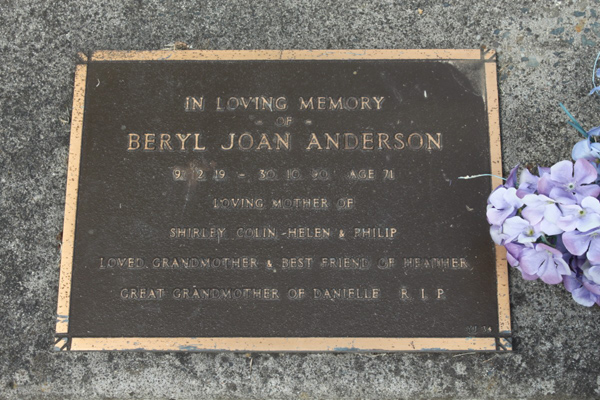 IN LOVING MEMORY
- OF -
BERYL JOAN ANDERSON
9. 2. 19 - 30. 10. 90 AGE 71
LOVING MOTHER OF
SHIRLEY, COLIN, HELEN & PHILIP
LOVED GRANDMOTHER & BEST FRIEND OF HEATHER
GREAT GRANDMOTHER OF DANIELLE R. I. P.